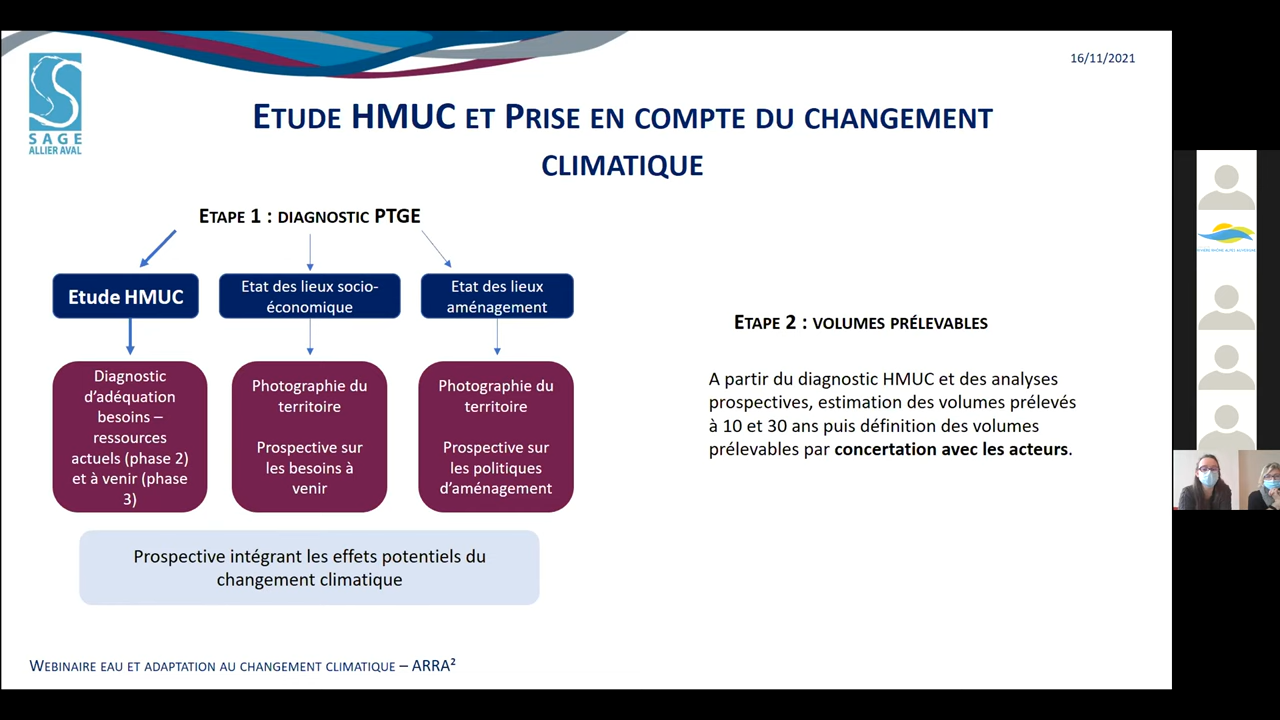 16/11/2021
SAGE
ALLIER AVAL
ETUDE HMUC ET PRISE EN COMPTE DU CHANGEMENT
CLIMATIQUE
ETAPE 1 : DIAGNOSTIC PTGE
Etude HMUC
Etat des lieux socio-
économique
Etat des lieux
aménagement
Diagnostic
d’adéquation
besoins –
ressources
actuels (phase 2)
et à venir (phase
3)
Photographie du
territoire
Prospective sur
les besoins à
venir
Photographie du
territoire
Prospective sur
les politiques
d’aménagement
Prospective intégrant les effets potentiels du
changement climatique
ETAPE 2 : VOLUMES PRÉLEVABLES
A partir du diagnostic HMUC et des analyses
prospectives, estimation des volumes prélevés
à 10 et 30 ans puis définition des volumes
prélevables par concertation avec les acteurs.
WEBINAIRE EAU ET ADAPTATION AU CHANGEMENT CLIMATIQUE – ARRA²